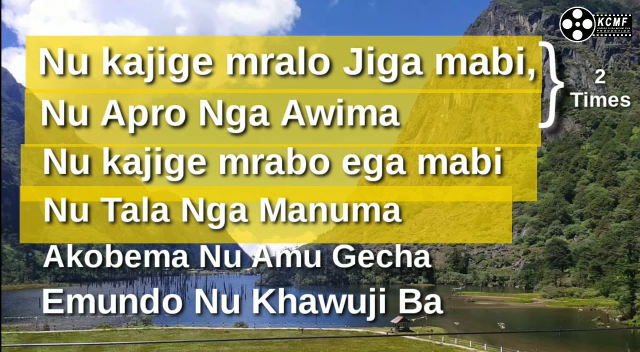 Nu kajige mralo Jiga mabi,
Nu Apro Nga Awima
} 2
Times
Nu kajige mrabo ega mabi
Nu Tala Nga Manuma
Akobema Nu Amu Gecha
Emundo Nu Khawuji Ba
KCMF